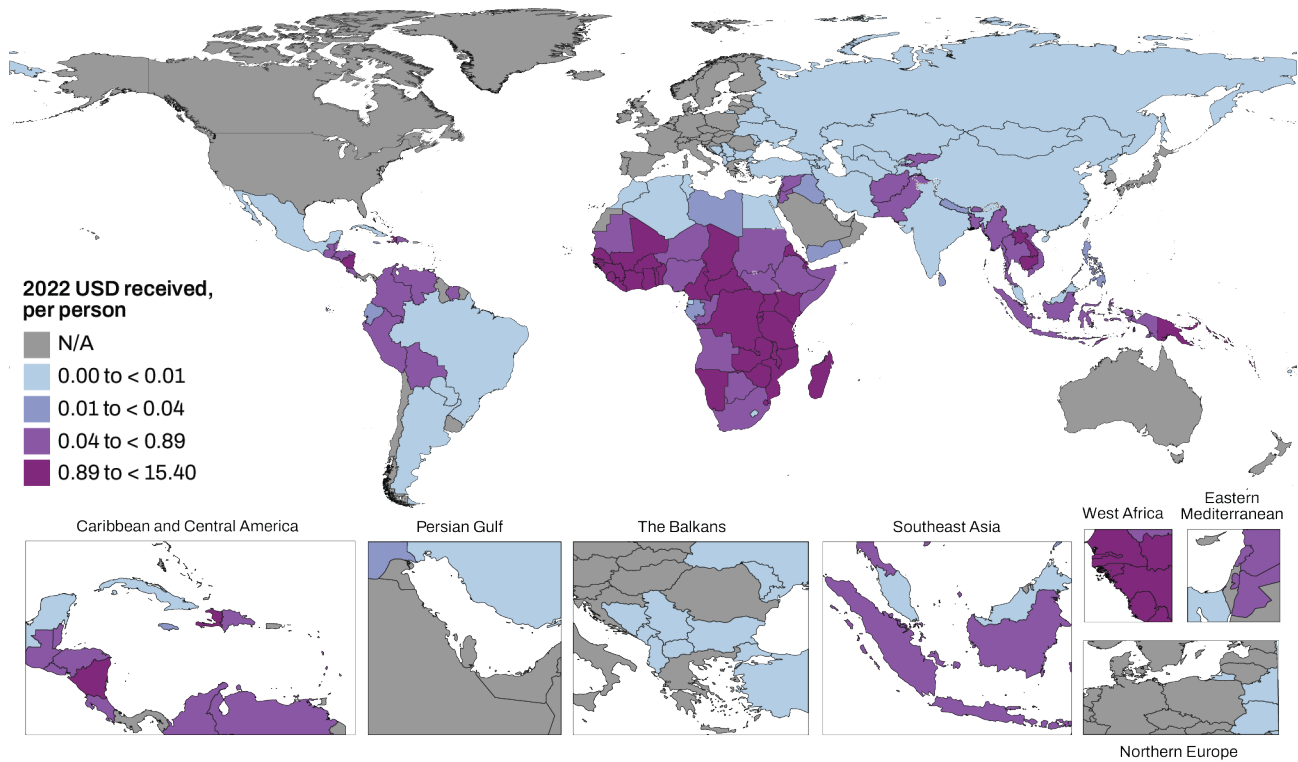 2022 USD received,
per person
N/A
0.00 to < 0.01
0.01 to < 0.04
0.04 to < 0.89
0.89 to < 15.40
Caribbean and Central America
Persian Gulf
The Balkans
Southeast Asia
West Africa
Eastern
Mediterranean
Northern Europe